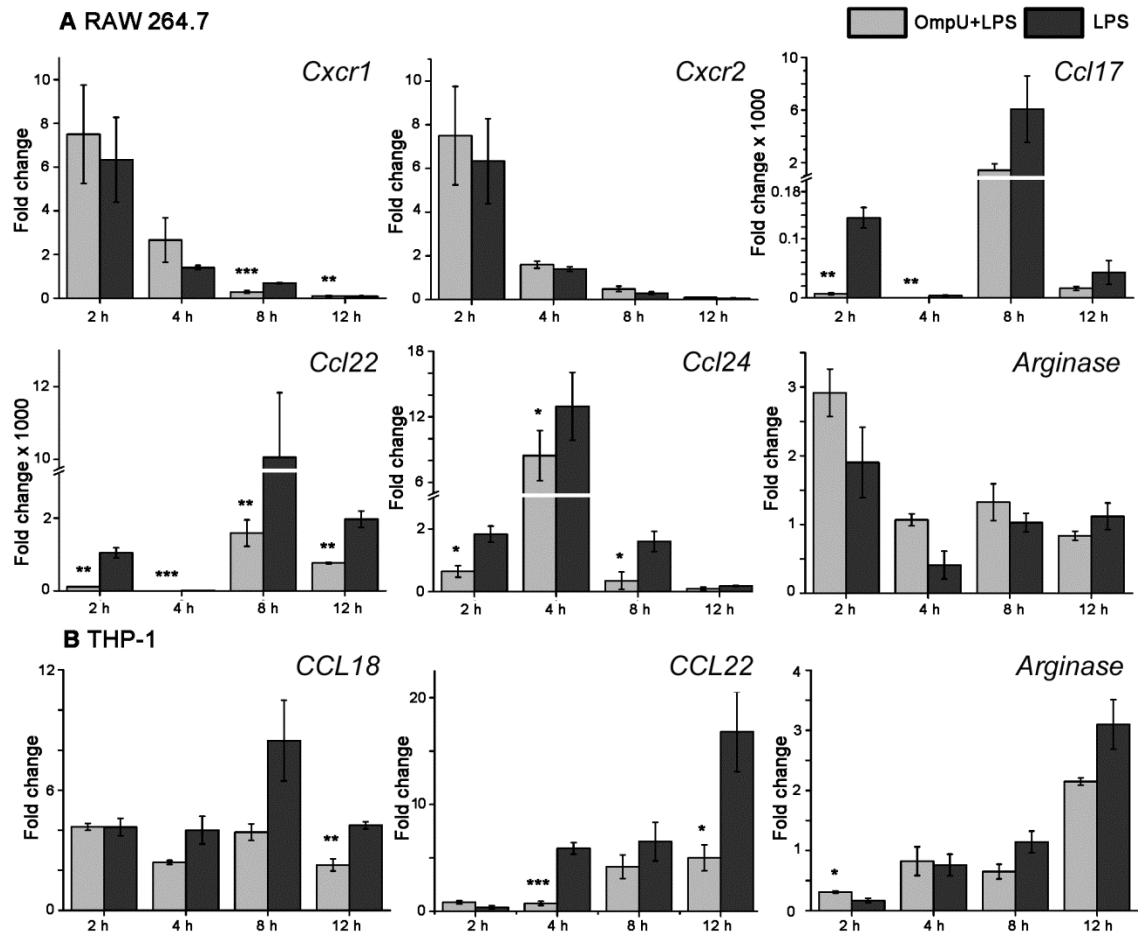 A RAW 264.7
OmpU+LPS LPS
Cxcr1
Fold change
10
8
6
4
2
0
*** **
2 h 4 h 8 h 12 h
Cxcr2
Fold change
10
8
6
4
2
0
2 h 4 h 8 h 12 h
Ccl17
Fold change x 1000
10
6
2
0.18
0.1
0
** **
2 h 4 h 8 h 12 h
Ccl22
Fold change x 1000
12
10
2
0
** *** ** **
2 h 4 h 8 h 12 h
Ccl24
Fold change
18
12
6
2
0
* * *
2 h 4 h 8 h 12 h
Arginase
Fold change
3
2
1
0
2 h 4 h 8 h 12 h
B THP-1
CCL18
Fold change
12
6
0
**
2 h 4 h 8 h 12 h
CCL22
Fold change
20
10
0
*** *
2 h 4 h 8 h 12 h
Arginase
Fold change
4
3
2
1
0
*
2 h 4 h 8 h 12 h